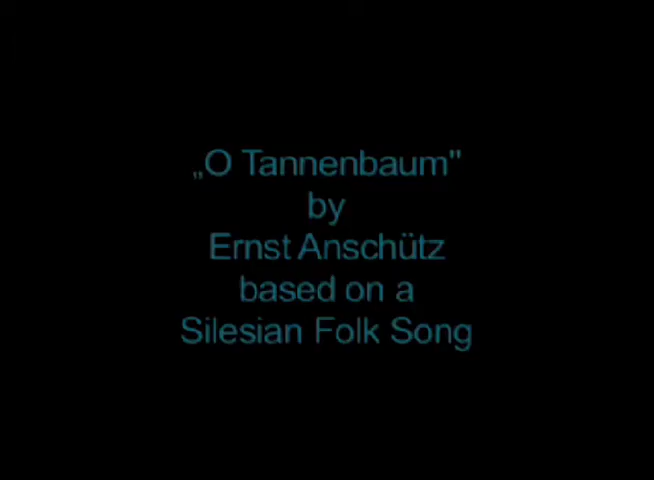 „O Tannenbaum"
by
Ernst Anschütz
based on a
Silesian Folk Song